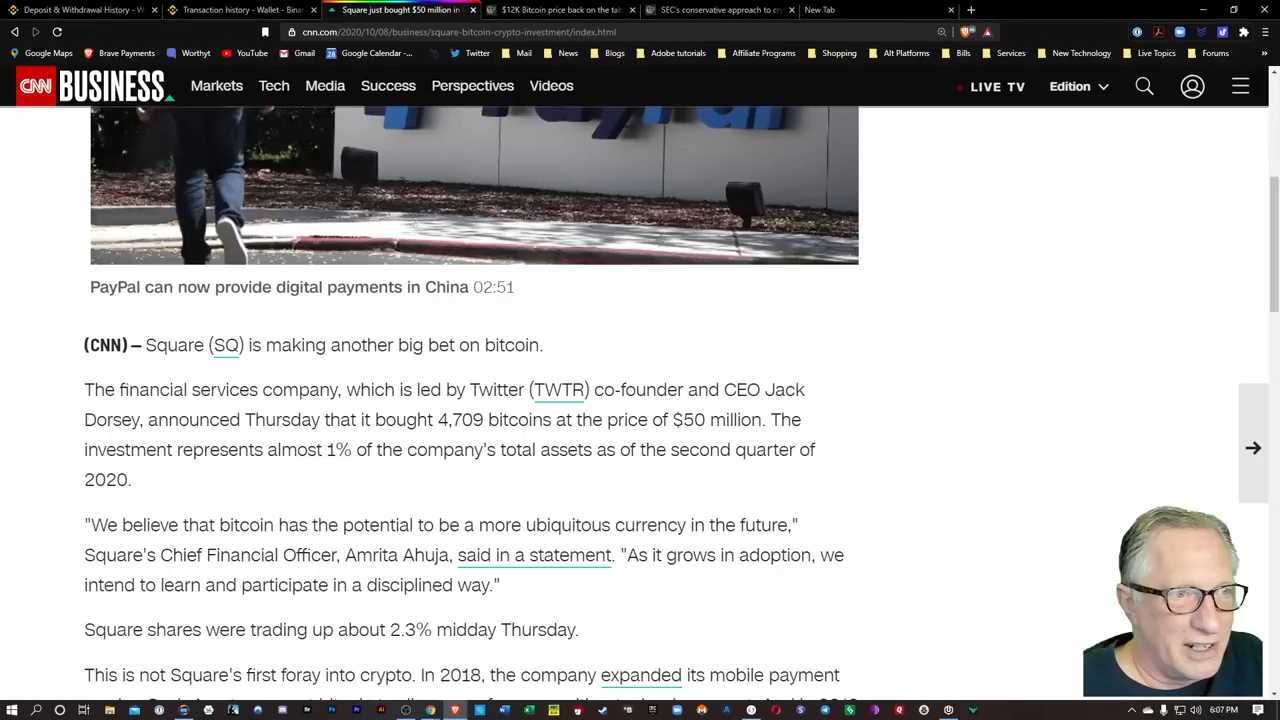 Deposit & Withdrawal History - W
Transaction history - Wallet - Bina
Square just bought $50 million in
$12K Bitcoin price back on the tab
SEC's conservative approach to cr
New Tab
cnn.com/2020/10/08/business/square-bitcoin-crypto-investment/index.html
Google Maps
Brave Payments
Worthyt
YouTube
Gmail
Google Calendar -...
Twitter
Mail
News
Blogs
Adobe tutorials
Affiliate Programs
Shopping
Alt Platforms
Bills
Services
New Technology
Live Topics
Forums
CNN BUSINESS
Markets
Tech
Media
Success
Perspectives
Videos
LIVE TV
Edition
PayPal can now provide digital payments in China 02:51
(CNN) — Square (SQ) is making another big bet on bitcoin.
The financial services company, which is led by Twitter (TWTR) co-founder and CEO Jack
Dorsey, announced Thursday that it bought 4,709 bitcoins at the price of $50 million. The
investment represents almost 1% of the company's total assets as of the second quarter of
2020.
"We believe that bitcoin has the potential to be a more ubiquitous currency in the future,"
Square's Chief Financial Officer, Amrita Ahuja, said in a statement. "As it grows in adoption, we
intend to learn and participate in a disciplined way."
Square shares were trading up about 2.3% midday Thursday.
This is not Square's first foray into crypto. In 2018, the company expanded its mobile payment
6:07 PM